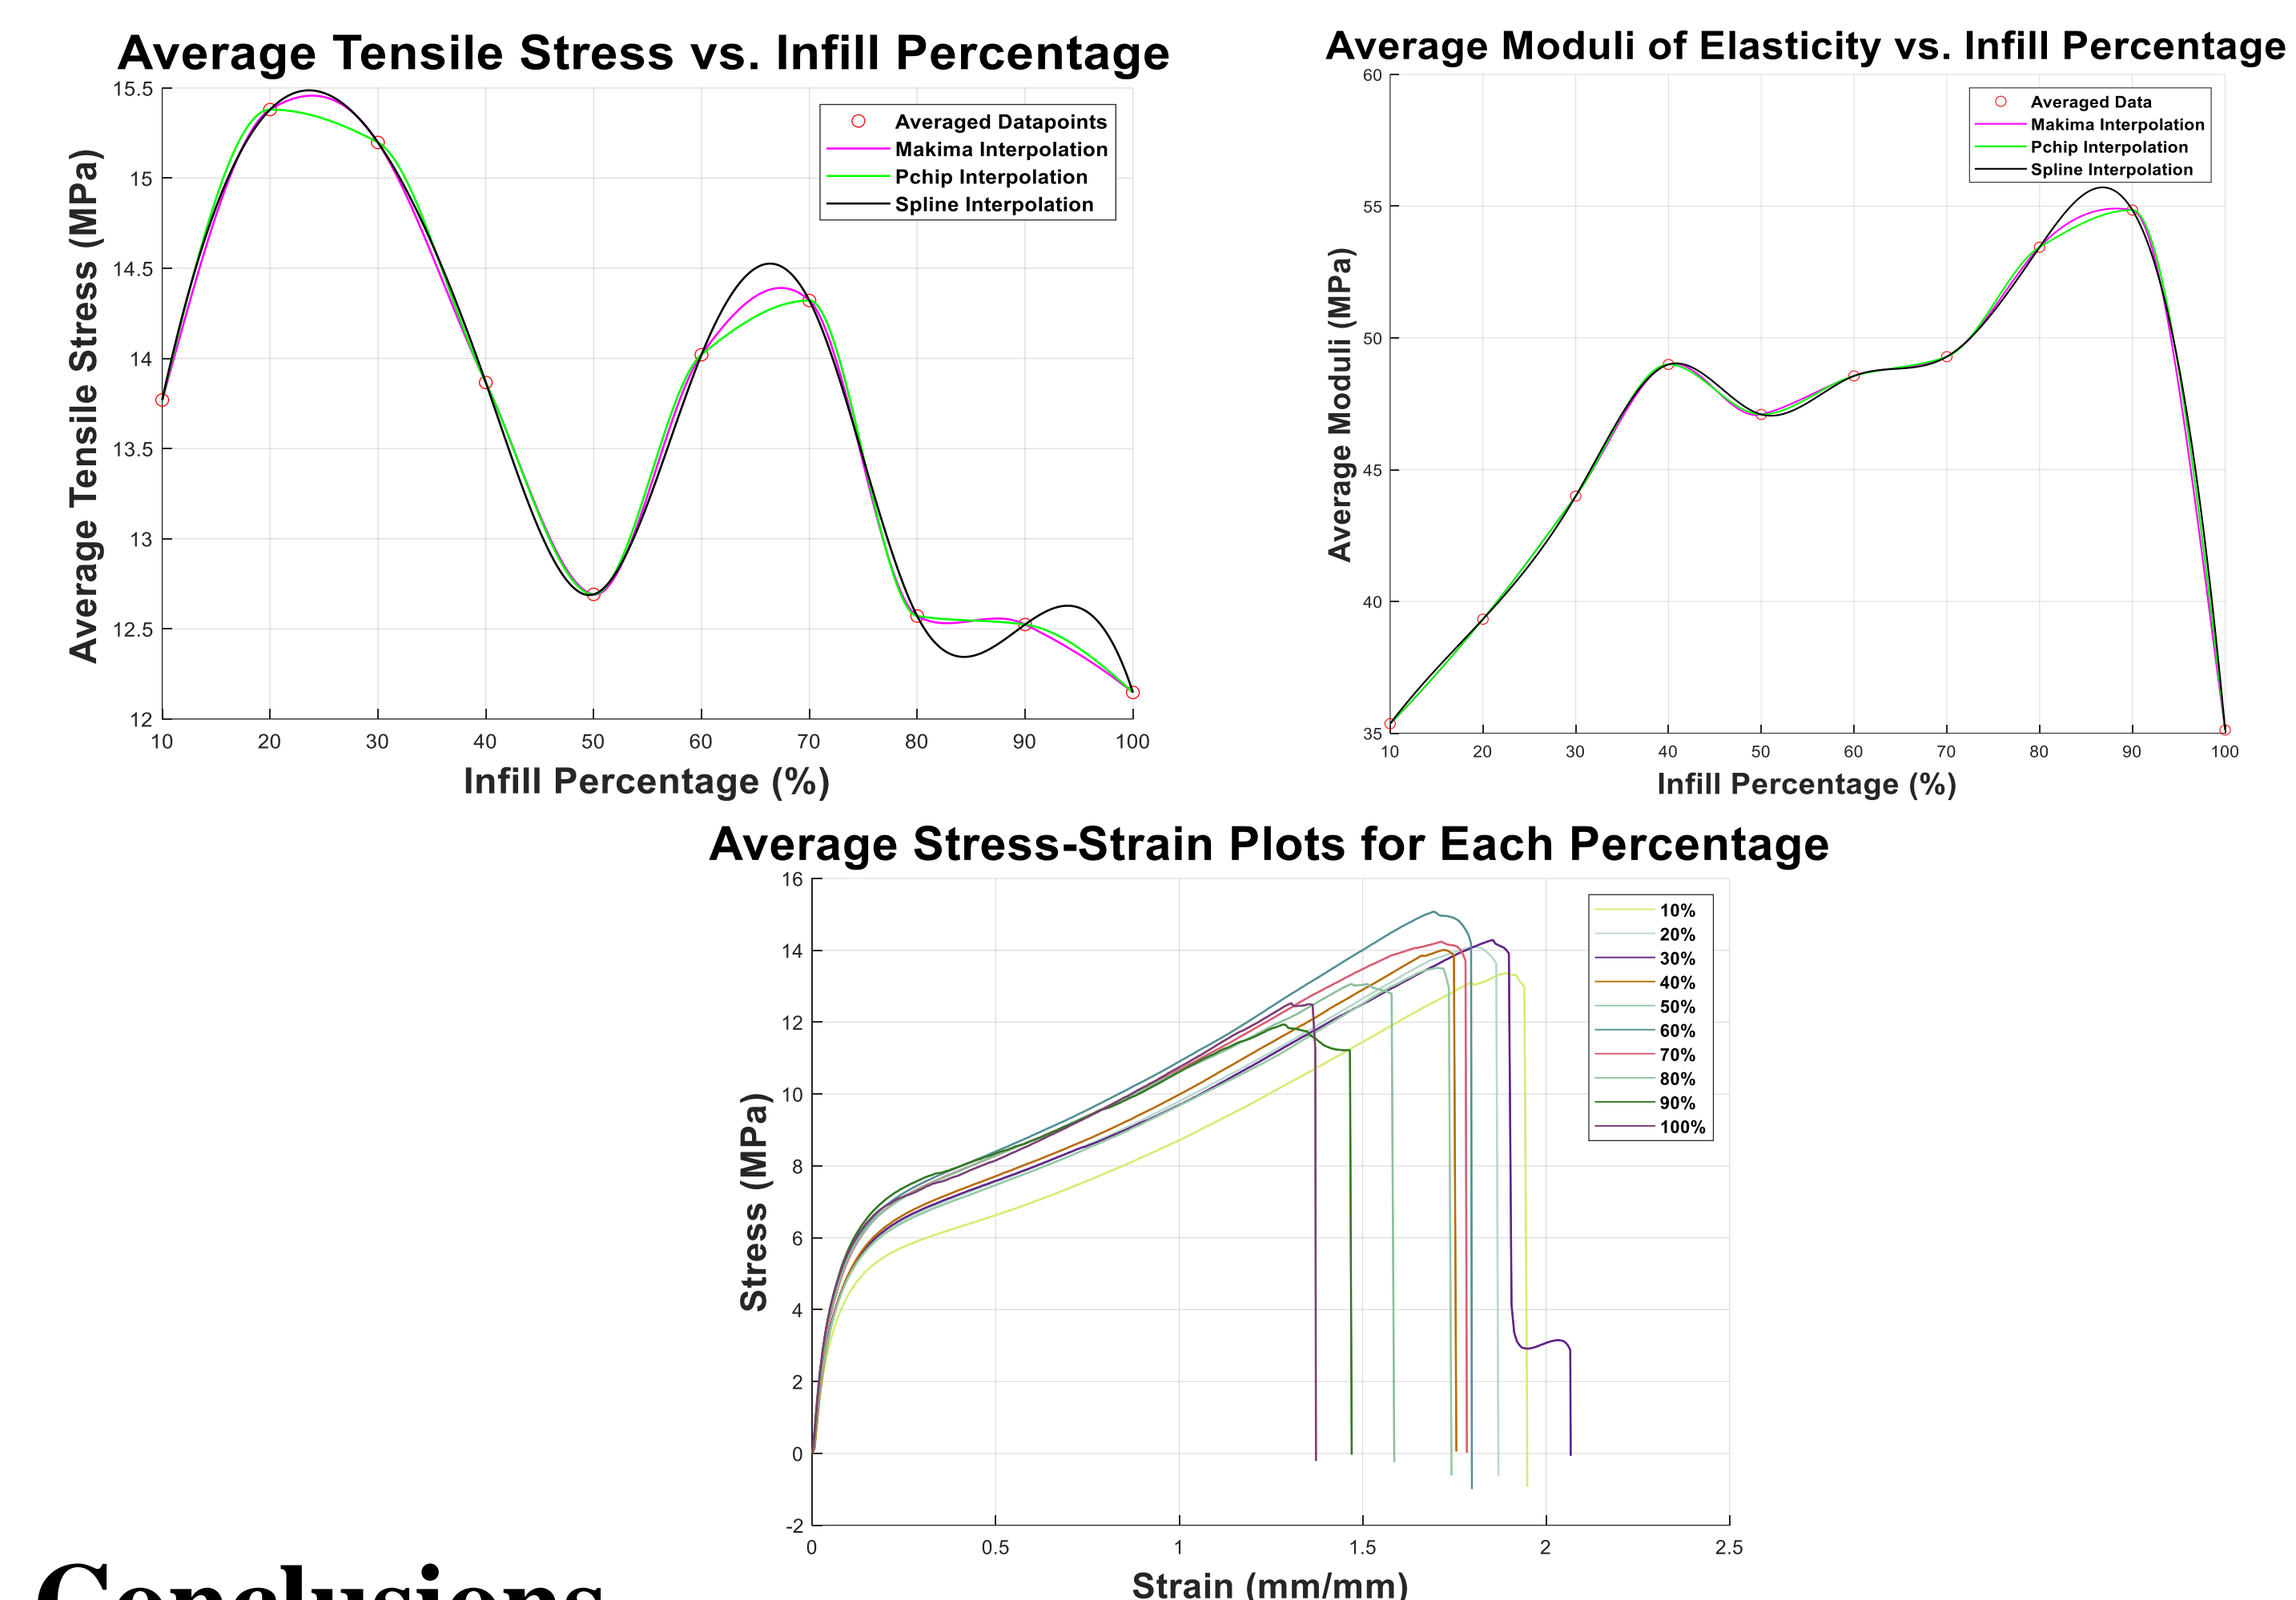 Average Tensile Stress vs. Infill Percentage
Average Tensile Stress (MPa)
15.5
15
14.5
14
13.5
13
12.5
12
10 20 30 40 50 60 70 80 90 100
Infill Percentage (%)
Averaged Datapoints
Makima Interpolation
Pchip Interpolation
Spline Interpolation
Average Moduli of Elasticity vs. Infill Percentage
Average Moduli (MPa)
60
55
50
45
40
35
10 20 30 40 50 60 70 80 90 100
Infill Percentage (%)
Averaged Data
Makima Interpolation
Pchip Interpolation
Spline Interpolation
Average Stress-Strain Plots for Each Percentage
Stress (MPa)
16
14
12
10
8
6
4
2
0
-2
0 0.5 1 1.5 2 2.5
Strain (mm/mm)
10%
20%
30%
40%
50%
60%
70%
80%
90%
100%
Conclusions